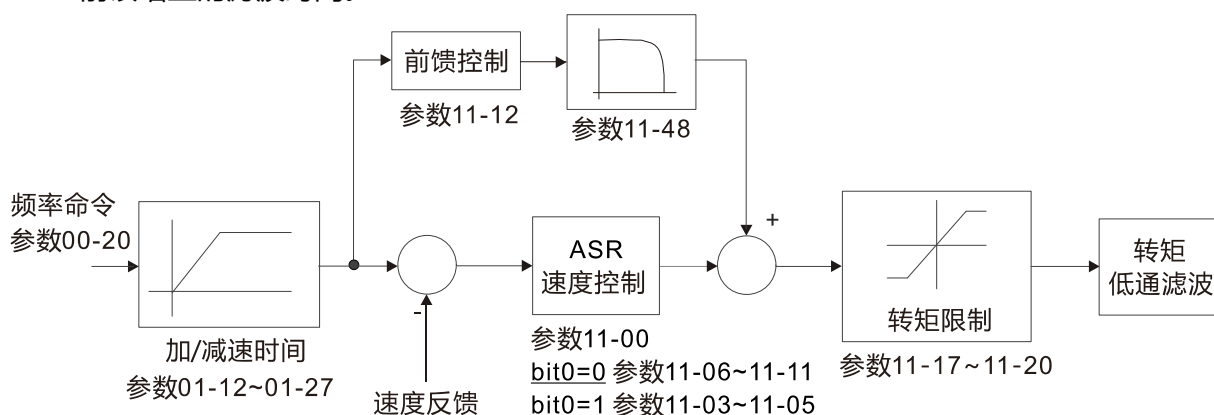 前馈控制
参数11-12
参数11-48
频率命令
参数00-20
+
-
ASR
速度控制
转矩
低通滤波
转矩限制
加/减速时间
参数01-12~01-27
速度反馈
参数11-00
bit0=0 参数11-06~11-11
bit0=1 参数11-03~11-05
参数11-17~11-20